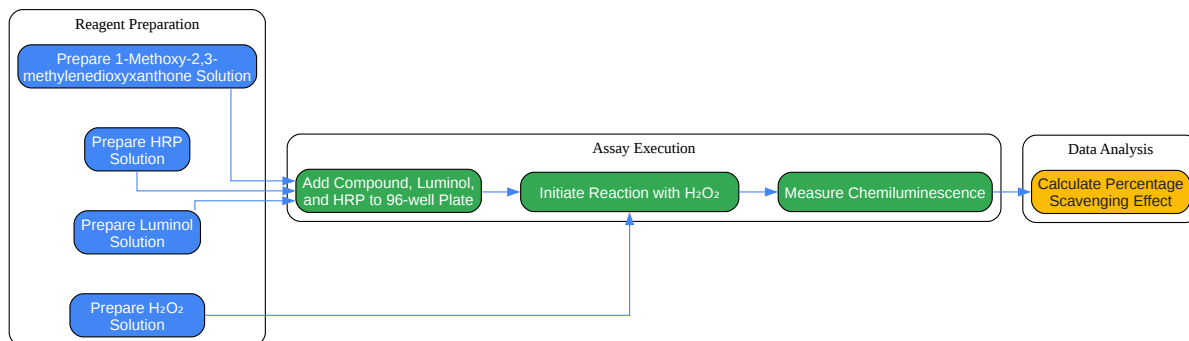 Reagent Preparation
Prepare 1-Methoxy-2,3-
methylenedioxyxanthone Solution
Prepare HRP
Solution
Prepare Luminol
Solution
Prepare H₂O₂
Solution
Assay Execution
Add Compound, Luminol,
and HRP to 96-well Plate
Initiate Reaction with H₂O₂
Measure Chemiluminescence
Data Analysis
Calculate Percentage
Scavenging Effect